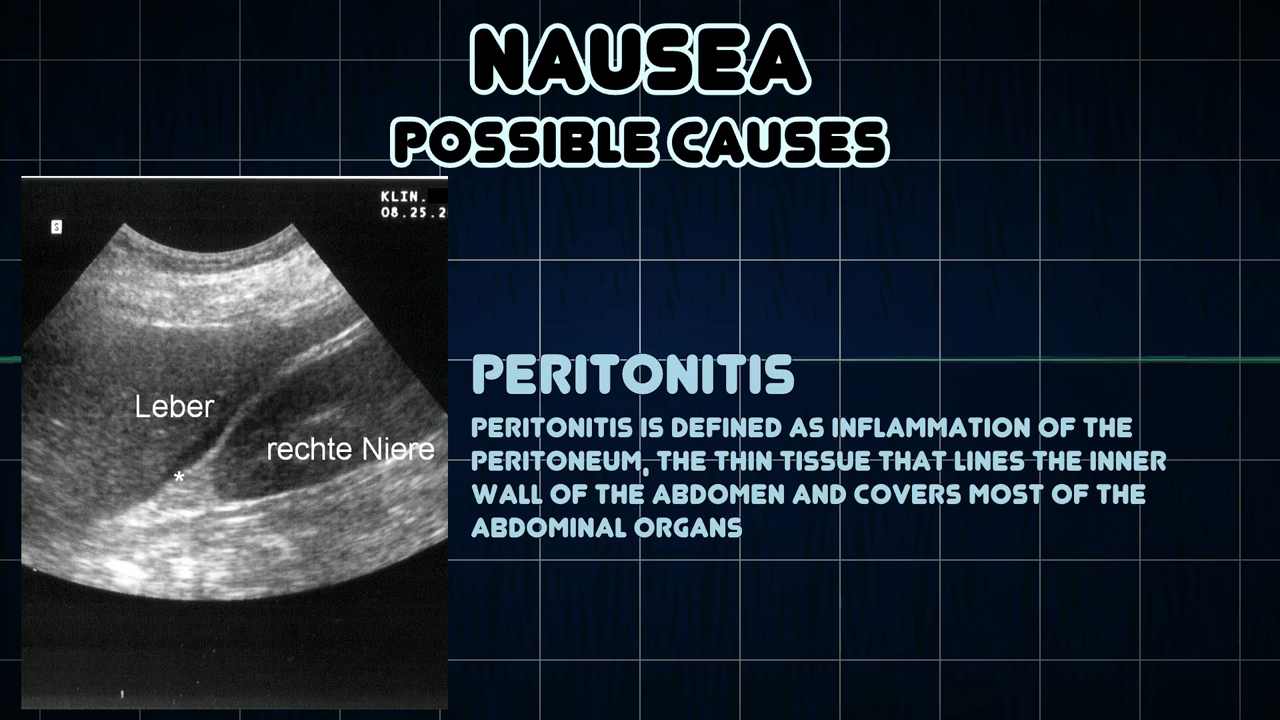 NAUSEA
POSSIBLE CAUSES
KLIN.
08.25.2
S
Leber
rechte Niere
*
PERITONITIS
PERITONITIS IS DEFINED AS INFLAMMATION OF THE
PERITONEUM, THE THIN TISSUE THAT LINES THE INNER
WALL OF THE ABDOMEN AND COVERS MOST OF THE
ABDOMINAL ORGANS